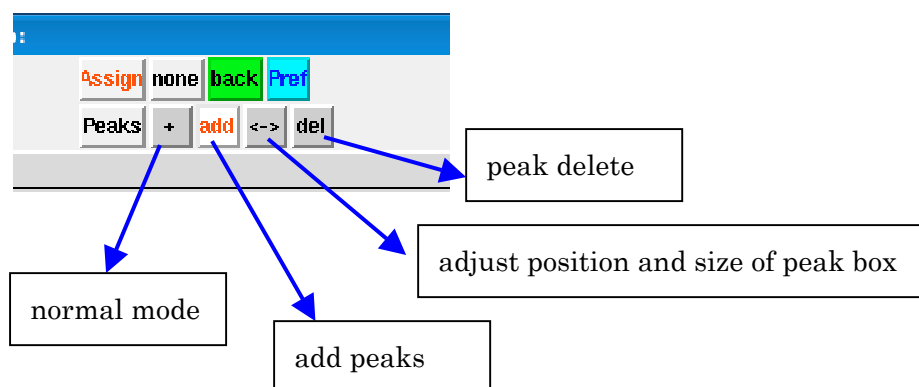 :
Assign none back Pref
Peaks + add <-> del
peak delete
adjust position and size of peak box
normal mode
add peaks